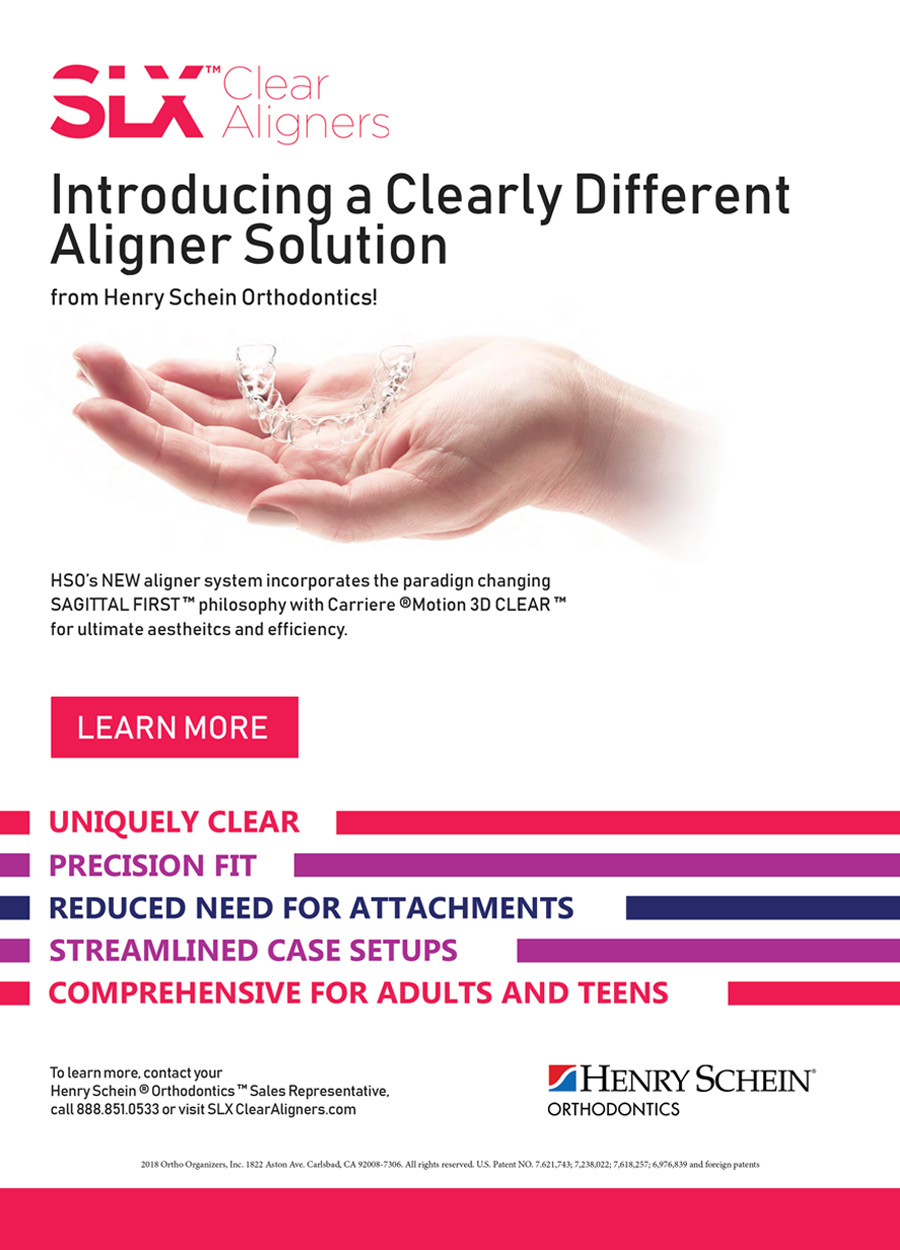 SLX™ Clear
Aligners
Introducing a Clearly Different
Aligner Solution
from Henry Schein Orthodontics!
HSO's NEW aligner system incorporates the paradign changing
SAGITTAL FIRST™ philosophy with Carriere ®Motion 3D CLEAR™
for ultimate aestheitcs and efficiency.
LEARN MORE
UNIQUELY CLEAR
PRECISION FIT
REDUCED NEED FOR ATTACHMENTS
STREAMLINED CASE SETUPS
COMPREHENSIVE FOR ADULTS AND TEENS
To learn more, contact your
Henry Schein ® Orthodontics ™ Sales Representative,
call 888.851.0533 or visit SLX ClearAligners.com
HENRY SCHEIN®
ORTHODONTICS
2018 Ortho Organizers, Inc. 1822 Aston Ave. Carlsbad, CA 92008-7306. All rights reserved. U.S. Patent NO. 7.621,743; 7,238,022; 7,618,257; 6,976,839 and foreign patents